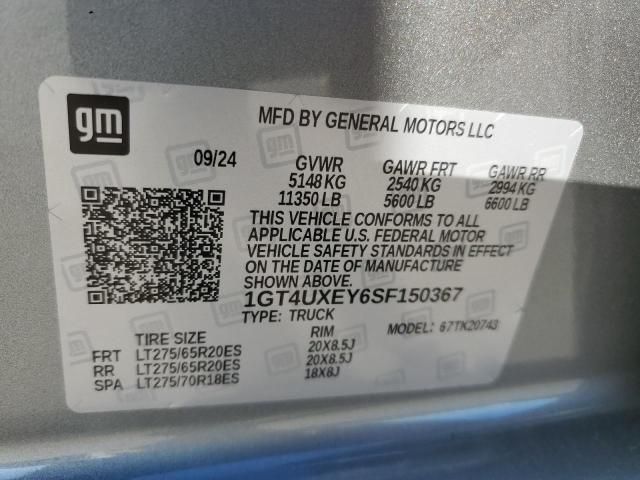 gm
MFD BY GENERAL MOTORS LLC
09/24 GVWR GAWR FRT GAWR RR
5148 KG 2540 KG 2994 KG
11350 LB 5600 LB 6600 LB
THIS VEHICLE CONFORMS TO ALL
APPLICABLE U.S. FEDERAL MOTOR
VEHICLE SAFETY STANDARDS IN EFFECT
ON THE DATE OF MANUFACTURE
SHOWN ABOVE.
1GT4UXEY6SF150367
TYPE: TRUCK MODEL: 67TK20743
TIRE SIZE RIM
FRT LT275/65R20ES 20X8.5J
RR LT275/65R20ES 20X8.5J
SPA LT275/70R18ES 18X8J